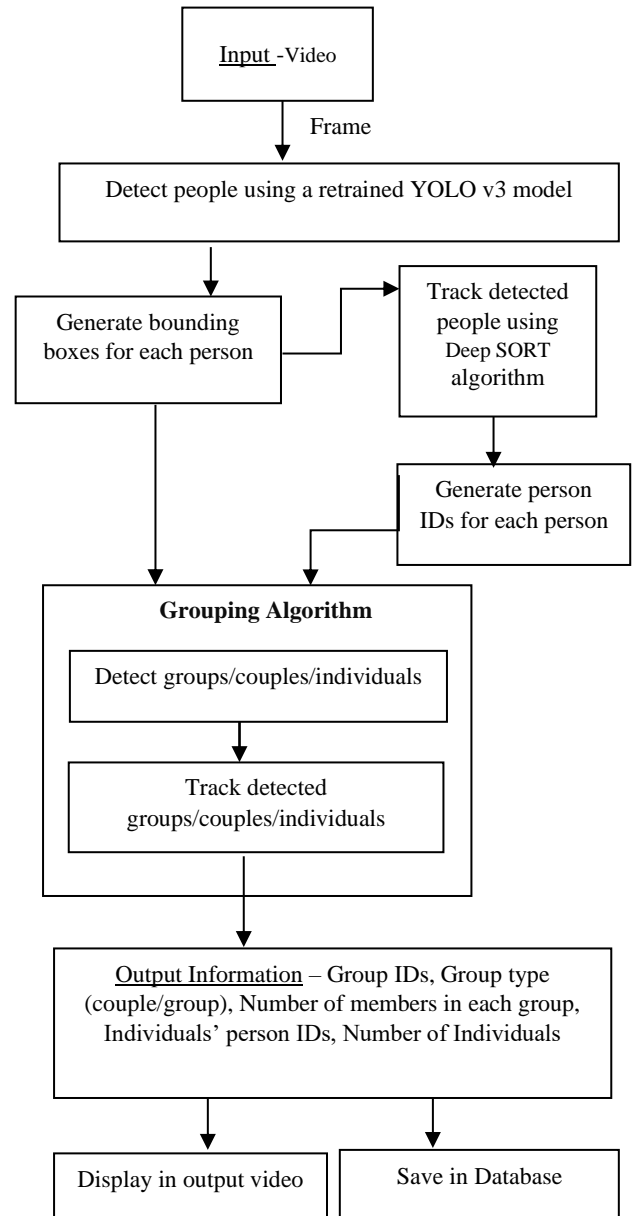 Input -Video
Frame
Detect people using a retrained YOLO v3 model
Generate bounding
boxes for each person
Track detected
people using
Deep SORT
algorithm
Generate person
IDs for each person
Grouping Algorithm
Detect groups/couples/individuals
Track detected
groups/couples/individuals
Output Information – Group IDs, Group type
(couple/group), Number of members in each group,
Individuals’ person IDs, Number of Individuals
Display in output video
Save in Database